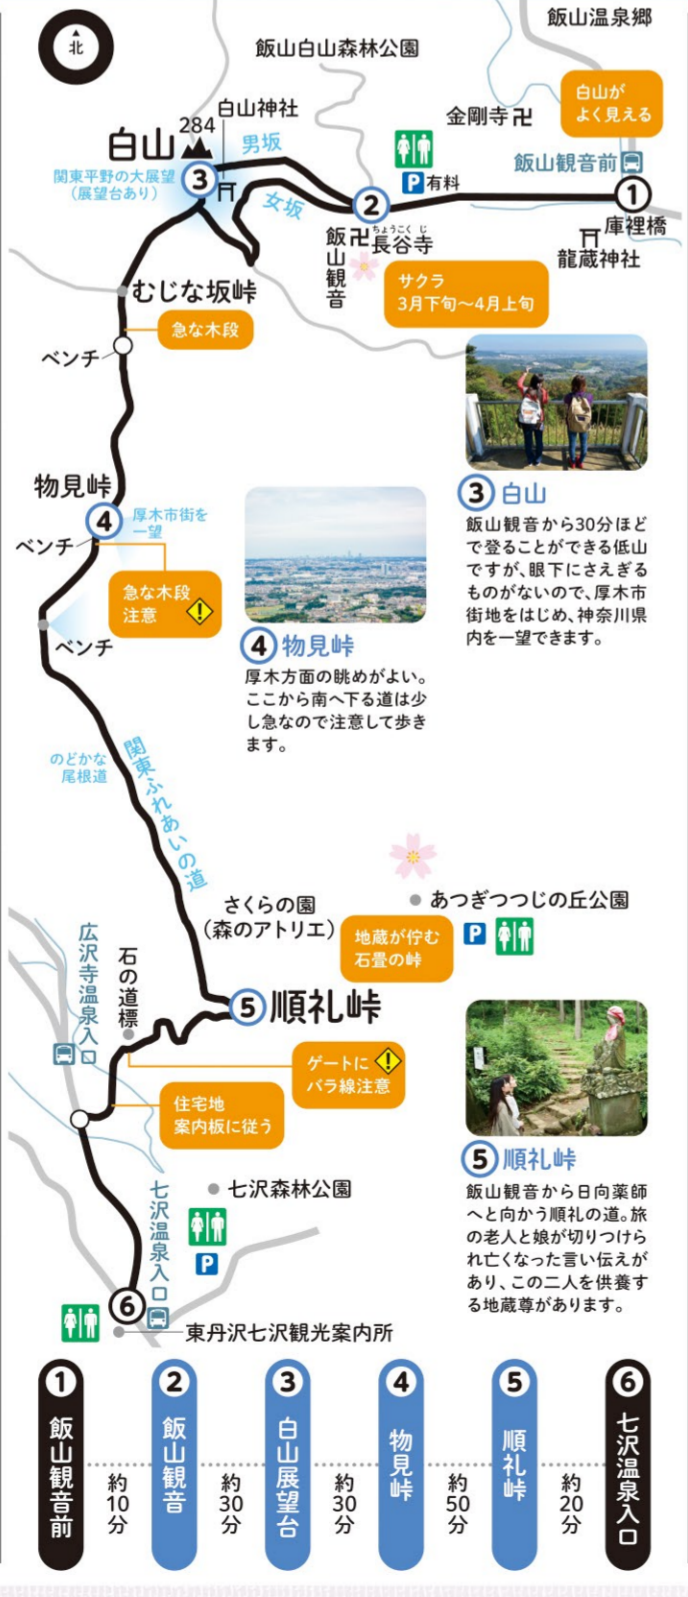 飯山温泉郷
北
飯山白山森林公園
白山が
よく見える
白山神社
金剛寺卍
284
白山
男坂
飯山観音前
関東平野の大展望
(展望台あり)
3
P有料
女坂
2
1
庫裡橋
飯山観音
卍長谷寺
ちょうこくじ
龍蔵神社
サクラ
3月下旬〜4月上旬
むじな坂峠
急な木段
ベンチ
物見峠
4
厚木市街を
一望
ベンチ
急な木段
注意
ベンチ
3 白山
飯山観音から30分ほど
で登ることができる低山
ですが、眼下にさえぎる
ものがないので、厚木市
街地をはじめ、神奈川県
内を一望できます。
4 物見峠
厚木方面の眺めがよい。
ここから南へ下る道は少
し急なので注意して歩き
ます。
のどかな
尾根道
関東ふれあいの道
さくらの園
(森のアトリエ)
あつぎつつじの丘公園
P
地蔵が佇む
石畳の峠
広沢寺温泉入口
石の道標
5 順礼峠
ゲートに
バラ線注意
住宅地
案内板に従う
5 順礼峠
飯山観音から日向薬師
へと向かう順礼の道。旅
の老人と娘が切りつけら
れ亡くなった言い伝えが
あり、この二人を供養す
る地蔵尊があります。
七沢温泉入口
七沢森林公園
P
6
東丹沢七沢観光案内所
1 飯山観音前
約10分
2 飯山観音
約30分
3 白山展望台
約30分
4 物見峠
約50分
5 順礼峠
約20分
6 七沢温泉入口